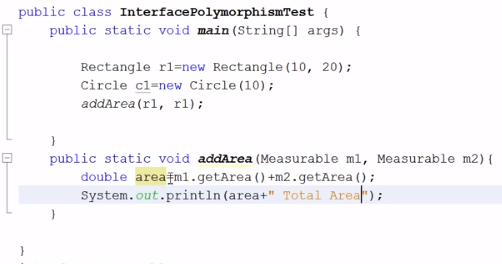 public class InterfacePolymorphismTest {
public static void main(String[] args) {
Rectangle r1=new Rectangle(10, 20);
Circle c1=new Circle(10);
addArea(r1, r1);
}
public static void addArea(Measurable m1, Measurable m2){
double area=m1.getArea()+m2.getArea();
System.out.println(area+" Total Area");
}
}